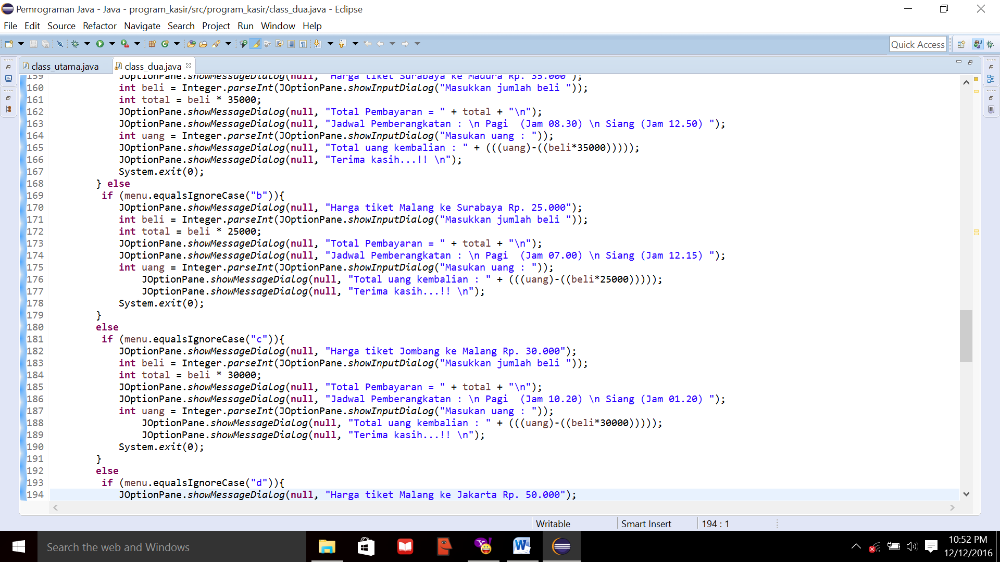 Pemrograman Java - Java - program_kasir/src/program_kasir/class_dua.java - Eclipse
File Edit Source Refactor Navigate Search Project Run Window Help
Quick Access
class_utama.java class_dua.java
159 JOptionPane.showMessageDialog(null, "Harga tiket Surabaya ke Madura Rp. 35.000");
160 int beli = Integer.parseInt(JOptionPane.showInputDialog("Masukkan jumlah beli "));
161 int total = beli * 35000;
162 JOptionPane.showMessageDialog(null, "Total Pembayaran = " + total + "\n");
163 JOptionPane.showMessageDialog(null, "Jadwal Pemberangkatan : \n Pagi  (Jam 08.30) \n Siang (Jam 12.50) ");
164 int uang = Integer.parseInt(JOptionPane.showInputDialog("Masukan uang : "));
165 JOptionPane.showMessageDialog(null, "Total uang kembalian : " + (((uang)-((beli*35000)))));
166 JOptionPane.showMessageDialog(null, "Terima kasih...!! \n");
167 System.exit(0);
168 } else
169 if (menu.equalsIgnoreCase("b")){
170 JOptionPane.showMessageDialog(null, "Harga tiket Malang ke Surabaya Rp. 25.000");
171 int beli = Integer.parseInt(JOptionPane.showInputDialog("Masukkan jumlah beli "));
172 int total = beli * 25000;
173 JOptionPane.showMessageDialog(null, "Total Pembayaran = " + total + "\n");
174 JOptionPane.showMessageDialog(null, "Jadwal Pemberangkatan : \n Pagi  (Jam 07.00) \n Siang (Jam 12.15) ");
175 int uang = Integer.parseInt(JOptionPane.showInputDialog("Masukan uang : "));
176 JOptionPane.showMessageDialog(null, "Total uang kembalian : " + (((uang)-((beli*25000)))));
177 JOptionPane.showMessageDialog(null, "Terima kasih...!! \n");
178 System.exit(0);
179 }
180 else
181 if (menu.equalsIgnoreCase("c")){
182 JOptionPane.showMessageDialog(null, "Harga tiket Jombang ke Malang Rp. 30.000");
183 int beli = Integer.parseInt(JOptionPane.showInputDialog("Masukkan jumlah beli "));
184 int total = beli * 30000;
185 JOptionPane.showMessageDialog(null, "Total Pembayaran = " + total + "\n");
186 JOptionPane.showMessageDialog(null, "Jadwal Pemberangkatan : \n Pagi  (Jam 10.20) \n Siang (Jam 01.20) ");
187 int uang = Integer.parseInt(JOptionPane.showInputDialog("Masukan uang : "));
188 JOptionPane.showMessageDialog(null, "Total uang kembalian : " + (((uang)-((beli*30000)))));
189 JOptionPane.showMessageDialog(null, "Terima kasih...!! \n");
190 System.exit(0);
191 }
192 else
193 if (menu.equalsIgnoreCase("d")){
194 JOptionPane.showMessageDialog(null, "Harga tiket Malang ke Jakarta Rp. 50.000");
Writable Smart Insert 194 : 1
Search the web and Windows
10:52 PM
12/12/2016